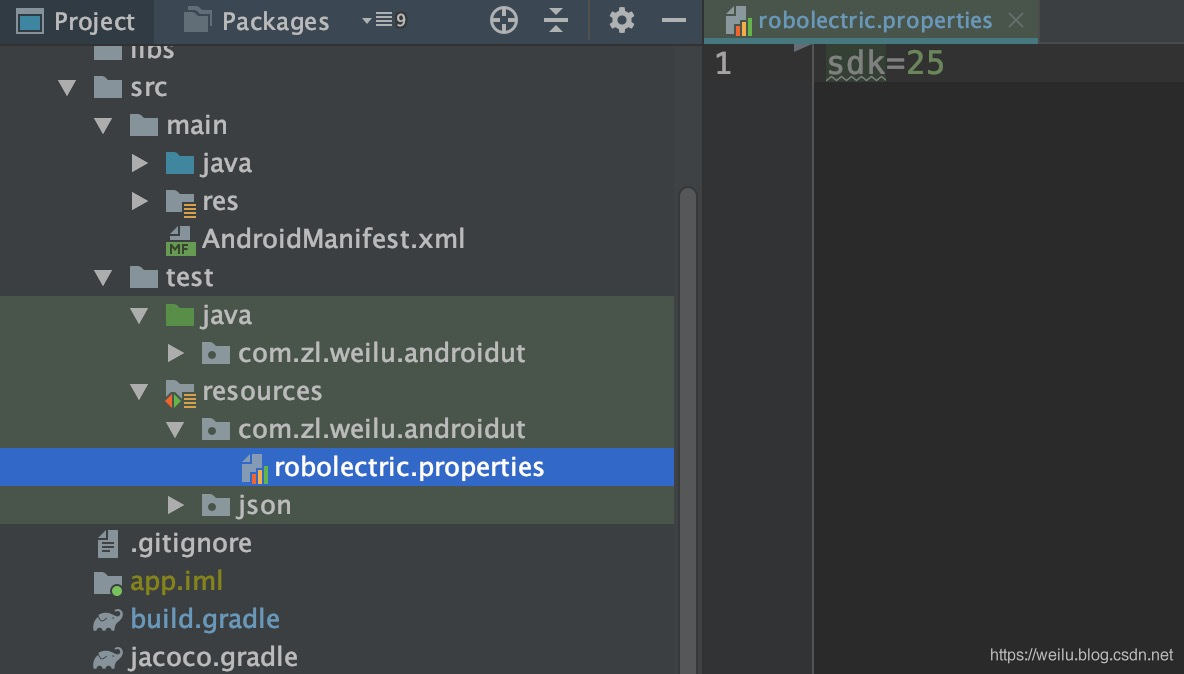 Project Packages 9 robolectric.properties
libs
1 sdk=25
src
main
java
res
MF AndroidManifest.xml
test
java
com.zl.weilu.androidut
resources
com.zl.weilu.androidut
robolectric.properties
json
.gitignore
app.iml
build.gradle
jacoco.gradle
https://weilu.blog.csdn.net